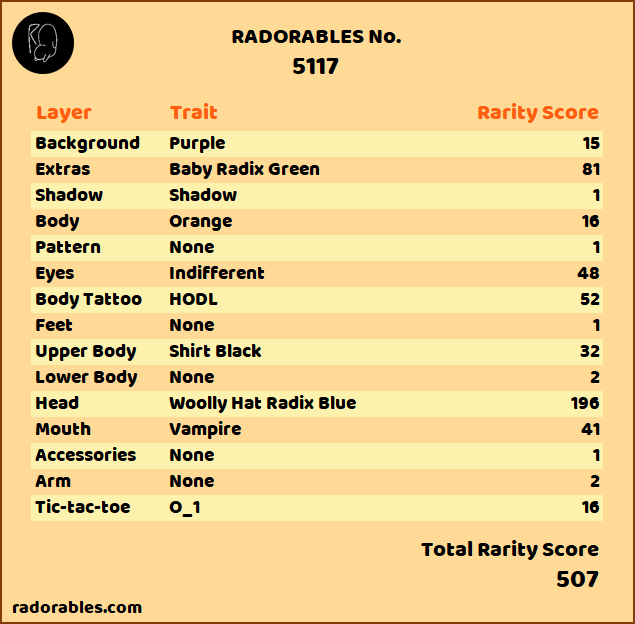 RADORABLES No.
5117
Layer Trait Rarity Score
Background Purple 15
Extras Baby Radix Green 81
Shadow Shadow 1
Body Orange 16
Pattern None 1
Eyes Indifferent 48
Body Tattoo HODL 52
Feet None 1
Upper Body Shirt Black 32
Lower Body None 2
Head Woolly Hat Radix Blue 196
Mouth Vampire 41
Accessories None 1
Arm None 2
Tic-tac-toe O_1 16
Total Rarity Score
507
radorables.com